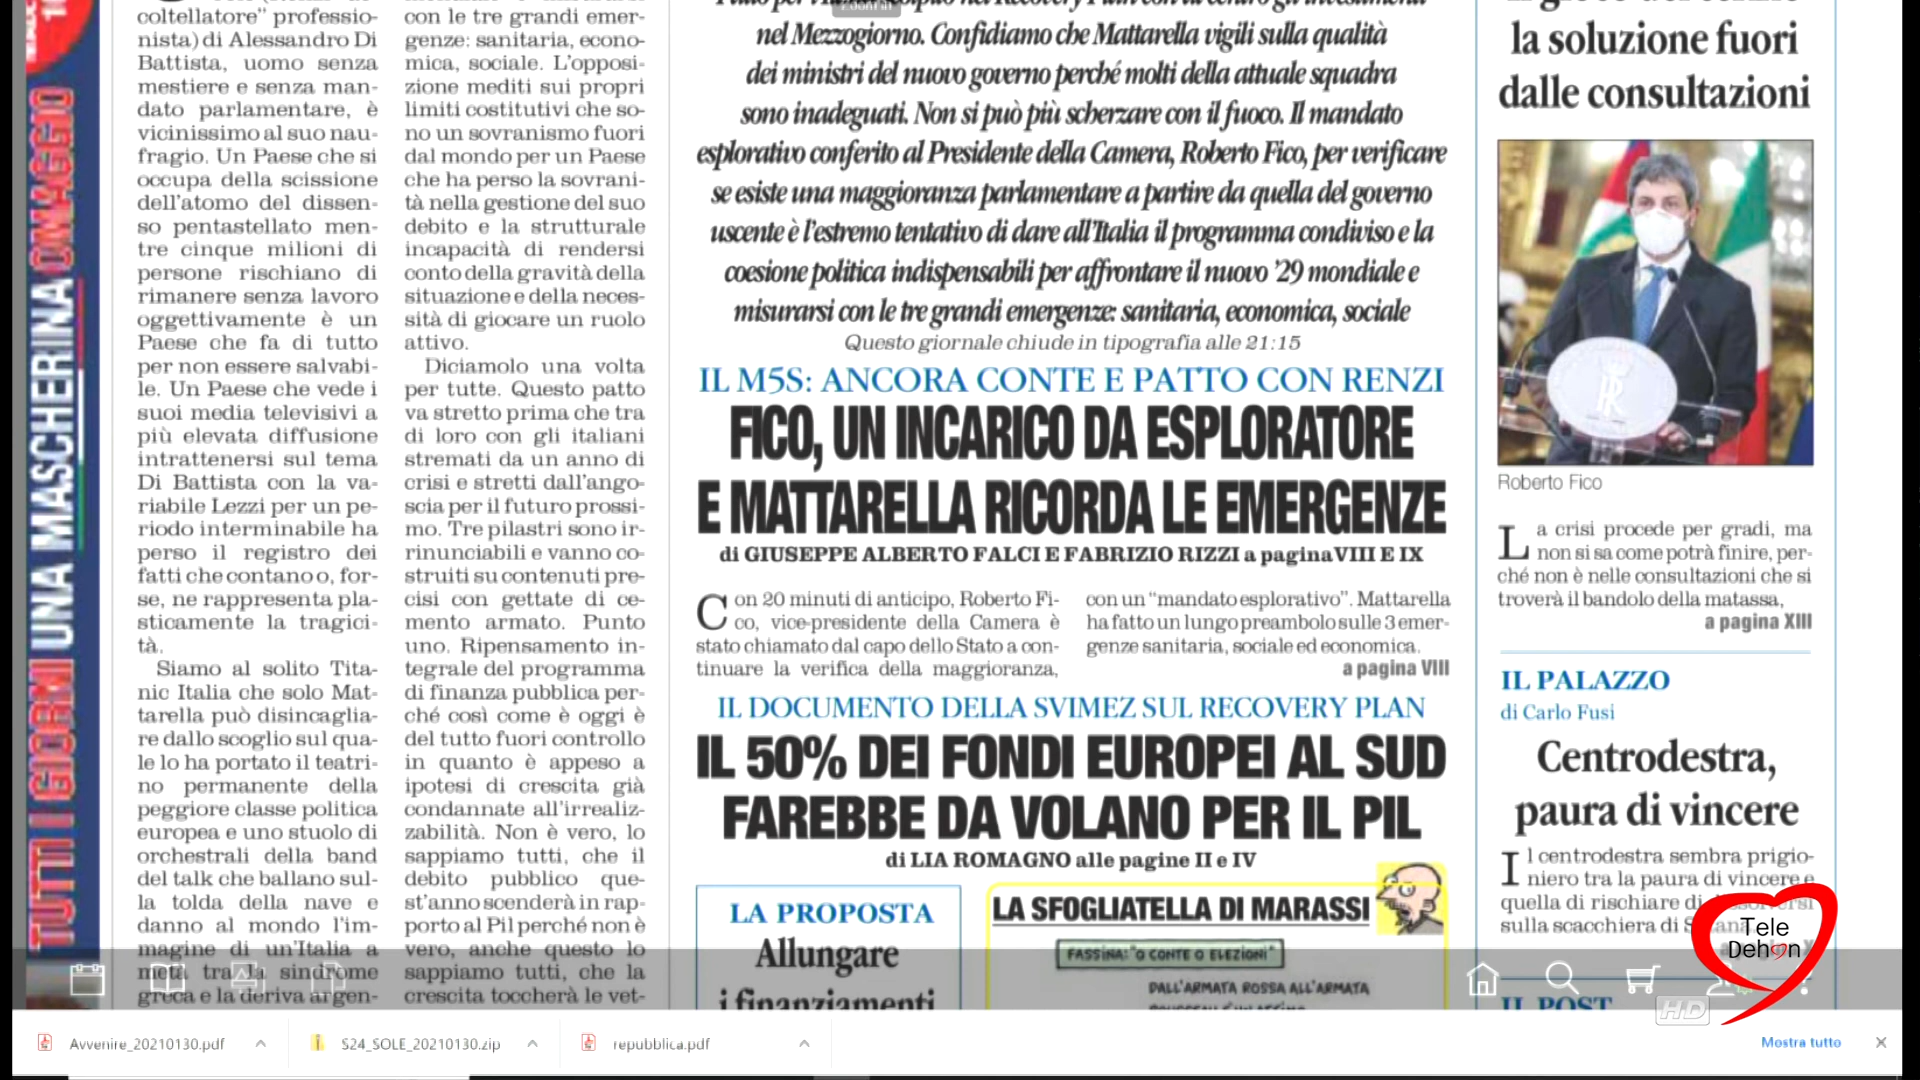 TUTTI I GIORNI UNA MASCHERINA OMAGGIO
coltellatore" professio-
nista) di Alessandro Di
Battista, uomo senza
mestiere e senza man-
dato parlamentare, è
vicinissimo al suo nau-
fragio. Un Paese che si
occupa della scissione
dell'atomo del dissen-
so pentastellato men-
tre cinque milioni di
persone rischiano di
rimanere senza lavoro
oggettivamente è un
Paese che fa di tutto
per non essere salvabi-
le. Un Paese che vede i
suoi media televisivi a
più elevata diffusione
intrattenersi sul tema
Di Battista con la va-
riabile Lezzi per un pe-
riodo interminabile ha
perso il registro dei
fatti che contano o, for-
se, ne rappresenta pla-
sticamente la tragici-
tà.
Siamo al solito Tita-
nic Italia che solo Mat-
tarella può disincaglia-
re dallo scoglio sul qua-
le lo ha portato il teatri-
no permanente della
peggiore classe politica
europea e uno stuolo di
orchestrali della band
del talk che ballano sul-
la tolda della nave e
danno al mondo l'im-
magine di un'Italia a
metà tra la sindrome
greca e la deriva argen-
con le tre grandi emer-
genze: sanitaria, econo-
mica, sociale. L'opposi-
zione mediti sui propri
limiti costitutivi che so-
no un sovranismo fuori
dal mondo per un Paese
che ha perso la sovrani-
tà nella gestione del suo
debito e la strutturale
incapacità di rendersi
conto della gravità della
situazione e della neces-
sità di giocare un ruolo
attivo.
Diciamolo una volta
per tutte. Questo patto
va stretto prima che tra
di loro con gli italiani
stremati da un anno di
crisi e stretti dall'ango-
scia per il futuro prossi-
mo. Tre pilastri sono ir-
rinunciabili e vanno co-
struiti su contenuti pre-
cisi con gettate di ce-
mento armato. Punto
uno. Ripensamento in-
tegrale del programma
di finanza pubblica per-
ché così come è oggi è
del tutto fuori controllo
in quanto è appeso a
ipotesi di crescita già
condannate all'irrealiz-
zabilità. Non è vero, lo
sappiamo tutti, che il
debito pubblico que-
st'anno scenderà in rap-
porto al Pil perché non è
vero, anche questo lo
sappiamo tutti, che la
crescita toccherà le vet-
nel Mezzogiorno. Confidiamo che Mattarella vigili sulla qualità
dei ministri del nuovo governo perché molti della attuale squadra
sono inadeguati. Non si può più scherzare con il fuoco. Il mandato
esplorativo conferito al Presidente della Camera, Roberto Fico, per verificare
se esiste una maggioranza parlamentare a partire da quella del governo
uscente è l'estremo tentativo di dare all'Italia il programma condiviso e la
coesione politica indispensabili per affrontare il nuovo '29 mondiale e
misurarsi con le tre grandi emergenze: sanitaria, economica, sociale
Questo giornale chiude in tipografia alle 21:15
IL M5S: ANCORA CONTE E PATTO CON RENZI
FICO, UN INCARICO DA ESPLORATORE
E MATTARELLA RICORDA LE EMERGENZE
di GIUSEPPE ALBERTO FALCI E FABRIZIO RIZZI a pagina VIII E IX
Con 20 minuti di anticipo, Roberto Fi-
co, vice-presidente della Camera è
stato chiamato dal capo dello Stato a con-
tinuare la verifica della maggioranza,
con un "mandato esplorativo". Mattarella
ha fatto un lungo preambolo sulle 3 emer-
genze sanitaria, sociale ed economica.
a pagina VIII
IL DOCUMENTO DELLA SVIMEZ SUL RECOVERY PLAN
IL 50% DEI FONDI EUROPEI AL SUD
FAREBBE DA VOLANO PER IL PIL
di LIA ROMAGNO alle pagine II e IV
LA PROPOSTA
Allungare
i finanziamenti
LA SFOGLIATELLA DI MARASSI
FASSINA: "O CONTE O ELEZIONI"
DALL'ARMATA ROSSA ALL'ARMATA
la soluzione fuori
dalle consultazioni
Roberto Fico
La crisi procede per gradi, ma
non si sa come potrà finire, per-
ché non è nelle consultazioni che si
troverà il bandolo della matassa,
a pagina XIII
IL PALAZZO
di Carlo Fusi
Centrodestra,
paura di vincere
Il centrodestra sembra prigio-
niero tra la paura di vincere e
quella di rischiare di
sulla scacchiera di
IL POST
Tele
Dehon
HD
Avvenire_20210130.pdf
S24_SOLE_20210130.zip
repubblica.pdf
Mostra tutto